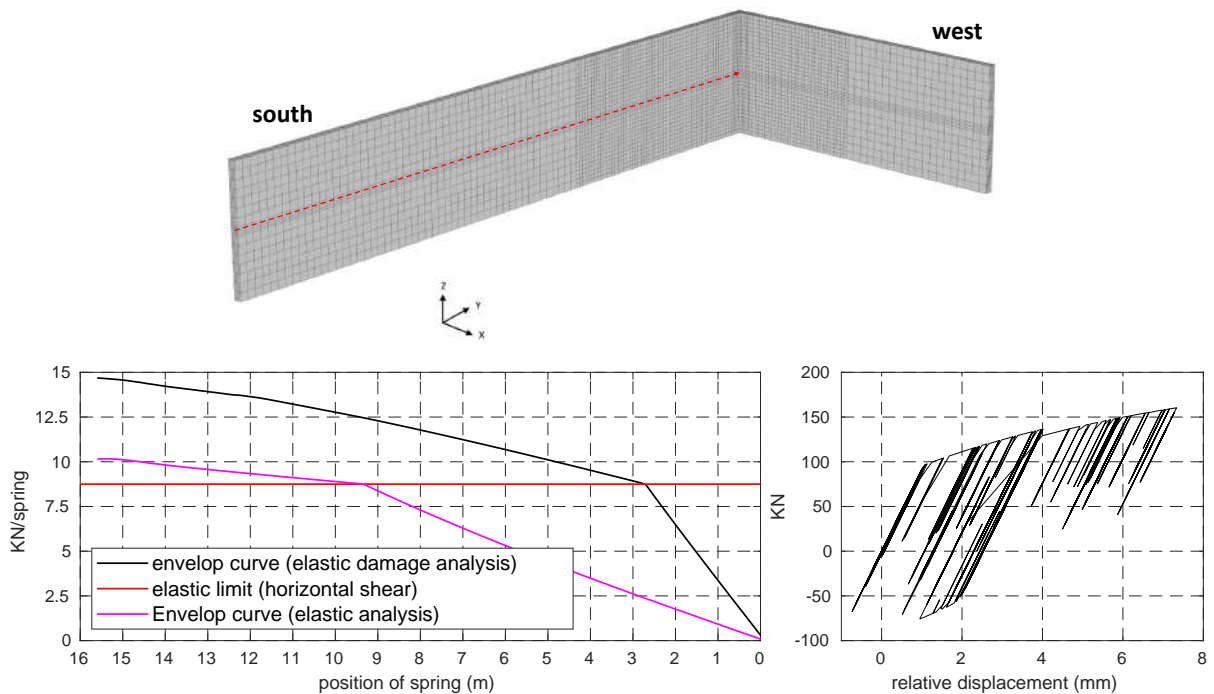 west
south
Z
Y
X
15
12.5
10
7.5
5
2.5
0
KN/spring
envelop curve (elastic damage analysis)
elastic limit (horizontal shear)
Envelop curve (elastic analysis)
16 15 14 13 12 11 10 9 8 7 6 5 4 3 2 1 0
position of spring (m)
200
150
100
50
0
-50
-100
KN
0 2 4 6 8
relative displacement (mm)